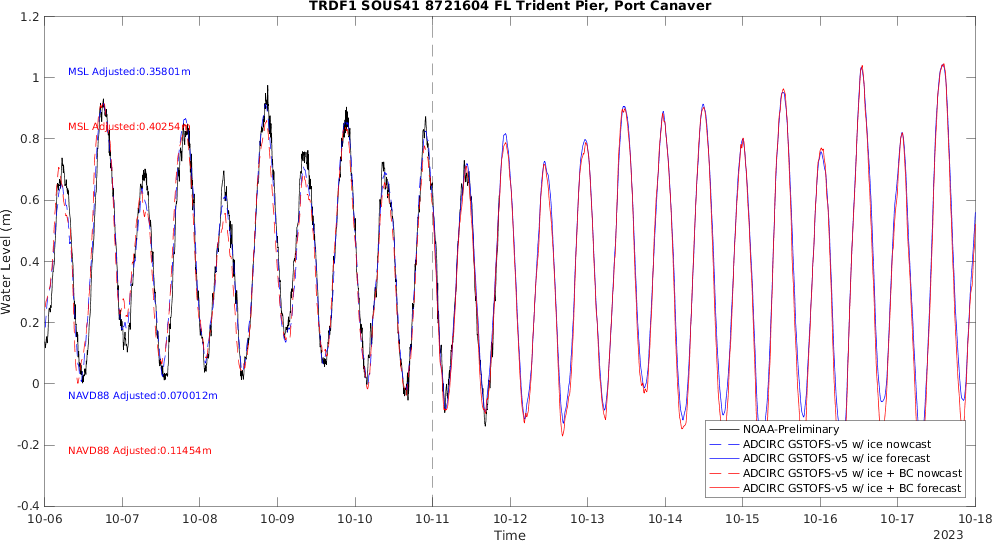 TRDF1 SOUS41 8721604 FL Trident Pier, Port Canaver
1.2
MSL Adjusted:0.35801m
1
MSL Adjusted:0.40254m
0.8
0.6
0.4
0.2
0
NAVD88 Adjusted:0.070012m
-0.2
NAVD88 Adjusted:0.11454m
-0.4
Water Level (m)
NOAA-Preliminary
ADCIRC GSTOFS-v5 w/ ice nowcast
ADCIRC GSTOFS-v5 w/ ice forecast
ADCIRC GSTOFS-v5 w/ ice + BC nowcast
ADCIRC GSTOFS-v5 w/ ice + BC forecast
10-06 10-07 10-08 10-09 10-10 10-11 10-12 10-13 10-14 10-15 10-16 10-17 10-18
Time
2023